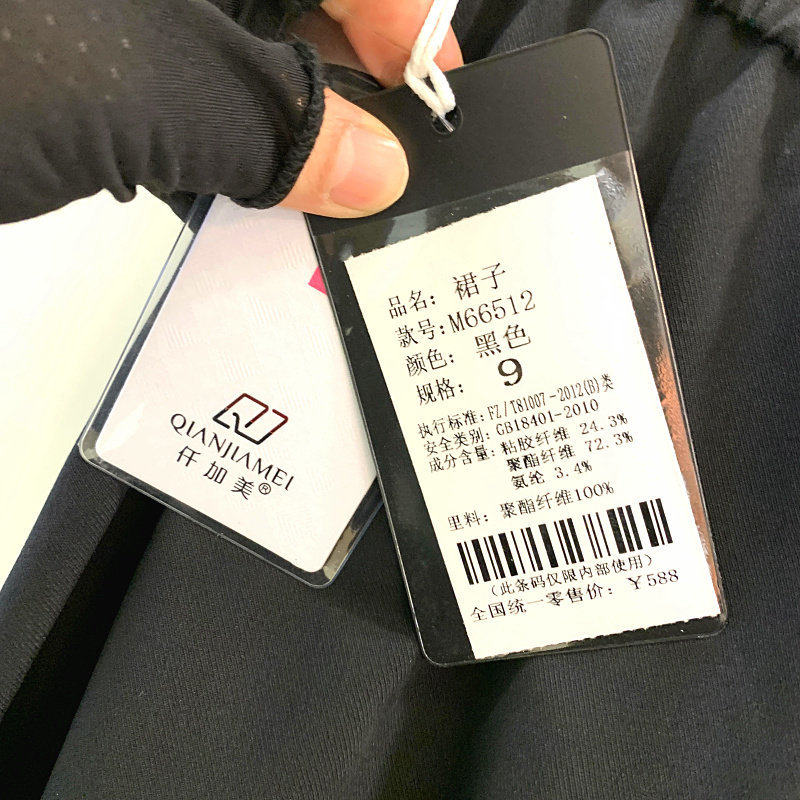 品名: 裙子
款号:M66512
颜色: 黑色
规格: 9
执行标准:FZ/T81007-2012(B)类
安全类别:GB18401-2010
成分含量:粘胶纤维 24.3%
聚酯纤维 72.3%
氨纶 3.4%
里料: 聚酯纤维100%
(此条码仅限内部使用)
全国统一零售价: ¥588
QIANJIAMEI
仟加美®